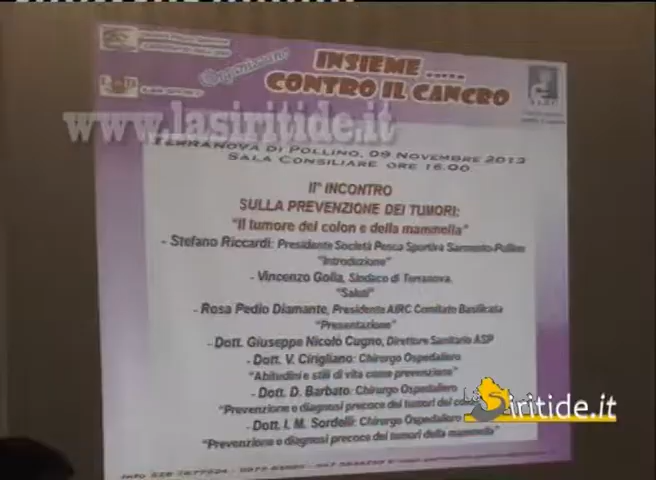 Organizzano
INSIEME .....
CONTRO IL CANCRO
www.lasiritide.it
TERRANOVA DI POLLINO, 09 NOVEMBRE 2013
SALA CONSILIARE ORE 16.00
II° INCONTRO
SULLA PREVENZIONE DEI TUMORI:
"Il tumore del colon e della mammella"
- Stefano Riccardi: Presidente Società Pesca Sportiva Sarmento-Pollino
"Introduzione"
- Vincenzo Golia, Sindaco di Terranova.
"Saluti"
- Rosa Pedio Diamante, Presidente AIRC Comitato Basilicata
"Presentazione"
- Dott. Giuseppe Nicolò Cugno, Direttore Sanitario ASP
- Dott. V. Cirigliano: Chirurgo Ospedaliero
"Abitudini e stili di vita come prevenzione"
- Dott. D. Barbato: Chirurgo Ospedaliero
"Prevenzione e diagnosi precoce dei tumori del
- Dott. I. M. Sordelli: Chirurgo Ospedaliero
"Prevenzione e diagnosi precoce dei tumori della mammella"
LaSiritide.it